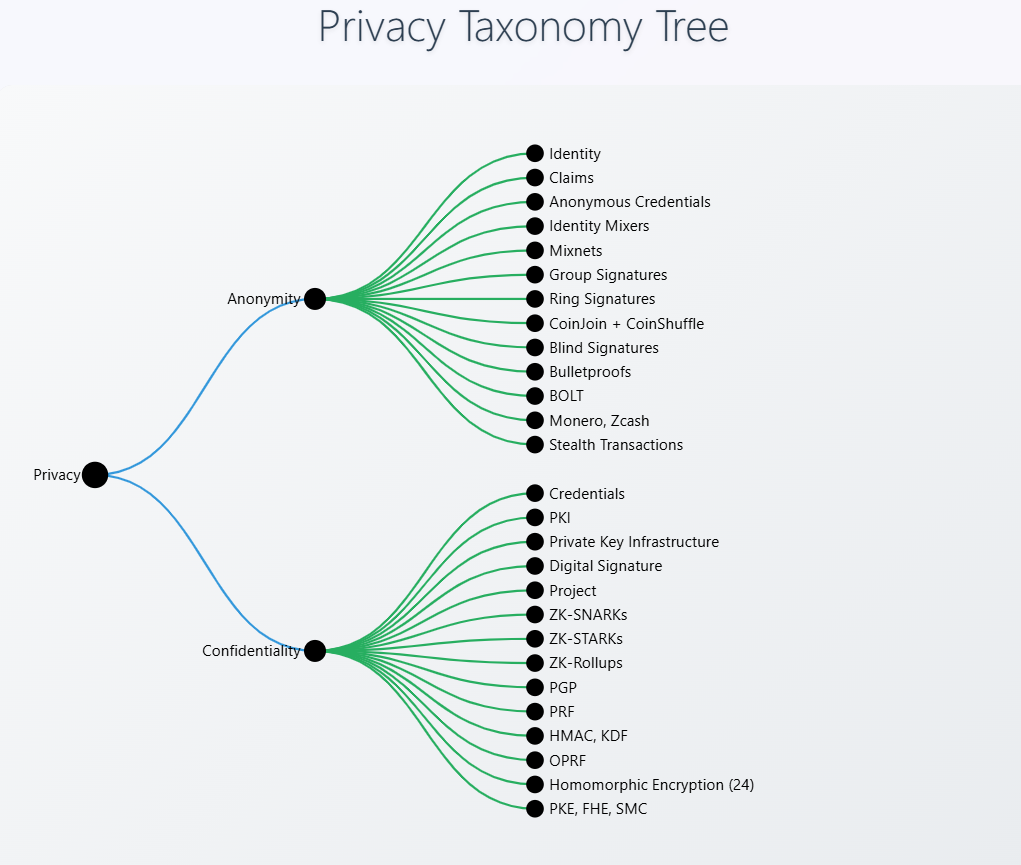 Privacy Taxonomy Tree
Privacy
Anonymity
Identity
Claims
Anonymous Credentials
Identity Mixers
Mixnets
Group Signatures
Ring Signatures
CoinJoin + CoinShuffle
Blind Signatures
Bulletproofs
BOLT
Monero, Zcash
Stealth Transactions
Confidentiality
Credentials
PKI
Private Key Infrastructure
Digital Signature
Project
ZK-SNARKs
ZK-STARKs
ZK-Rollups
PGP
PRF
HMAC, KDF
OPRF
Homomorphic Encryption (24)
PKE, FHE, SMC